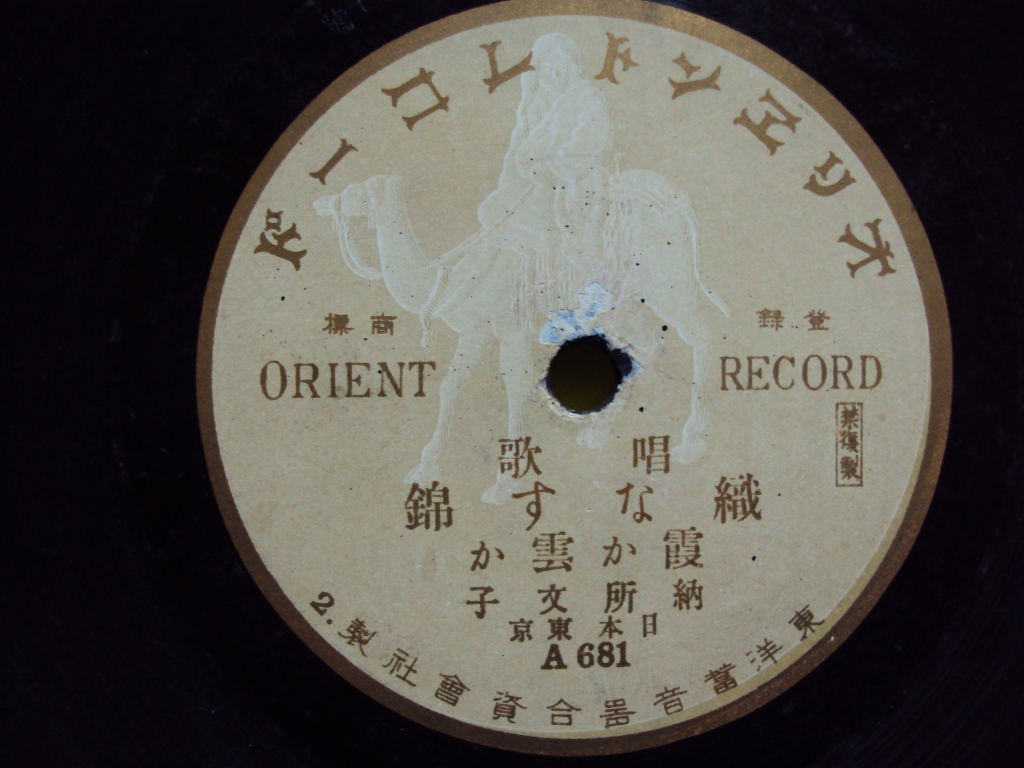 オリエントレコード
登録商標
ORIENT RECORD
禁複製
唱歌
織なす錦
霞か雲か
納所文子
日本東京
A 681
東洋蓄音器合資會社製
2.